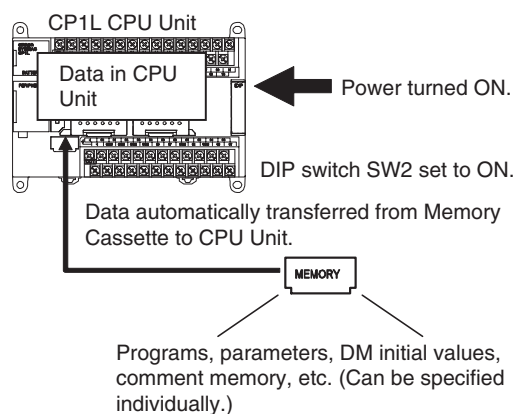 CP1L CPU Unit
Data in CPU
Unit
Power turned ON.
DIP switch SW2 set to ON.
Data automatically transferred from Memory
Cassette to CPU Unit.
MEMORY
Programs, parameters, DM initial values,
comment memory, etc. (Can be specified
individually.)